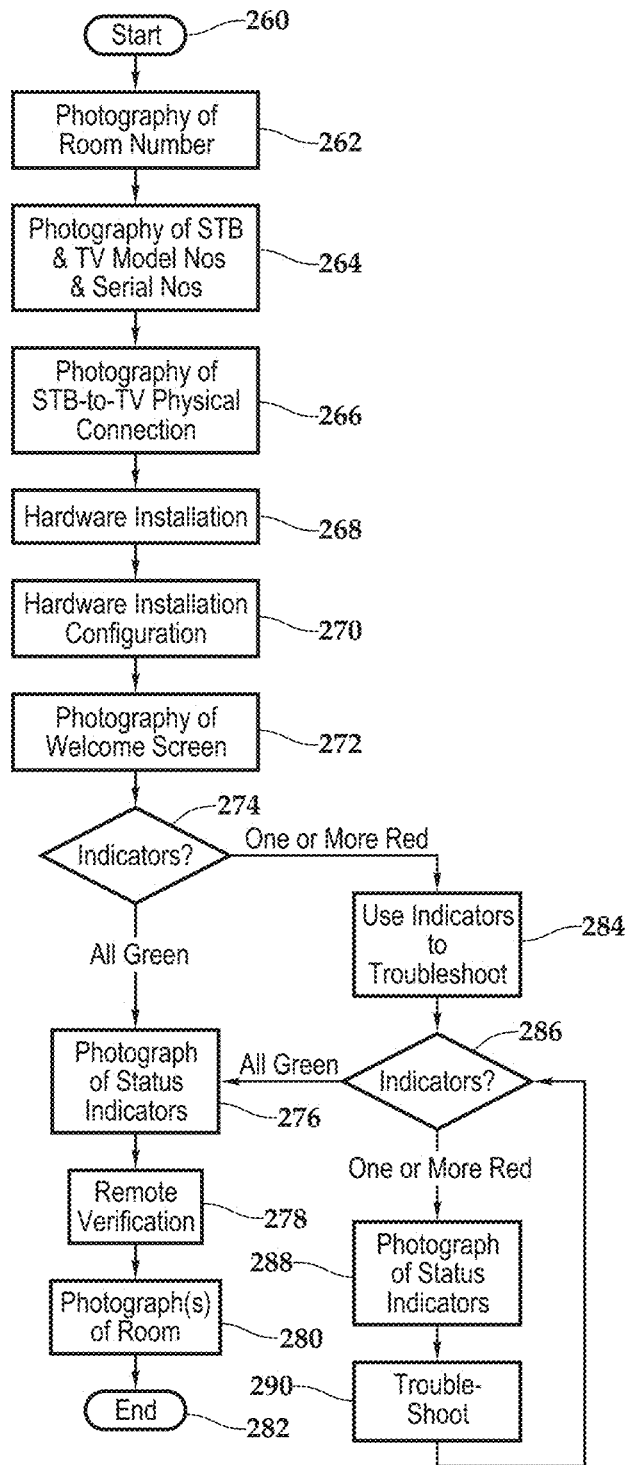 Start
260
Photography of
Room Number
262
Photography of STB
& TV Model Nos
& Serial Nos
264
Photography of
STB-to-TV Physical
Connection
266
Hardware Installation
268
Hardware Installation
Configuration
270
Photography of
Welcome Screen
272
274
Indicators?
One or More Red
All Green
Use Indicators
to
Troubleshoot
284
286
Indicators?
All Green
Photograph
of Status
Indicators
276
One or More Red
Remote
Verification
278
288
Photograph
of Status
Indicators
Photograph(s)
of Room
280
290
Trouble-
Shoot
End
282